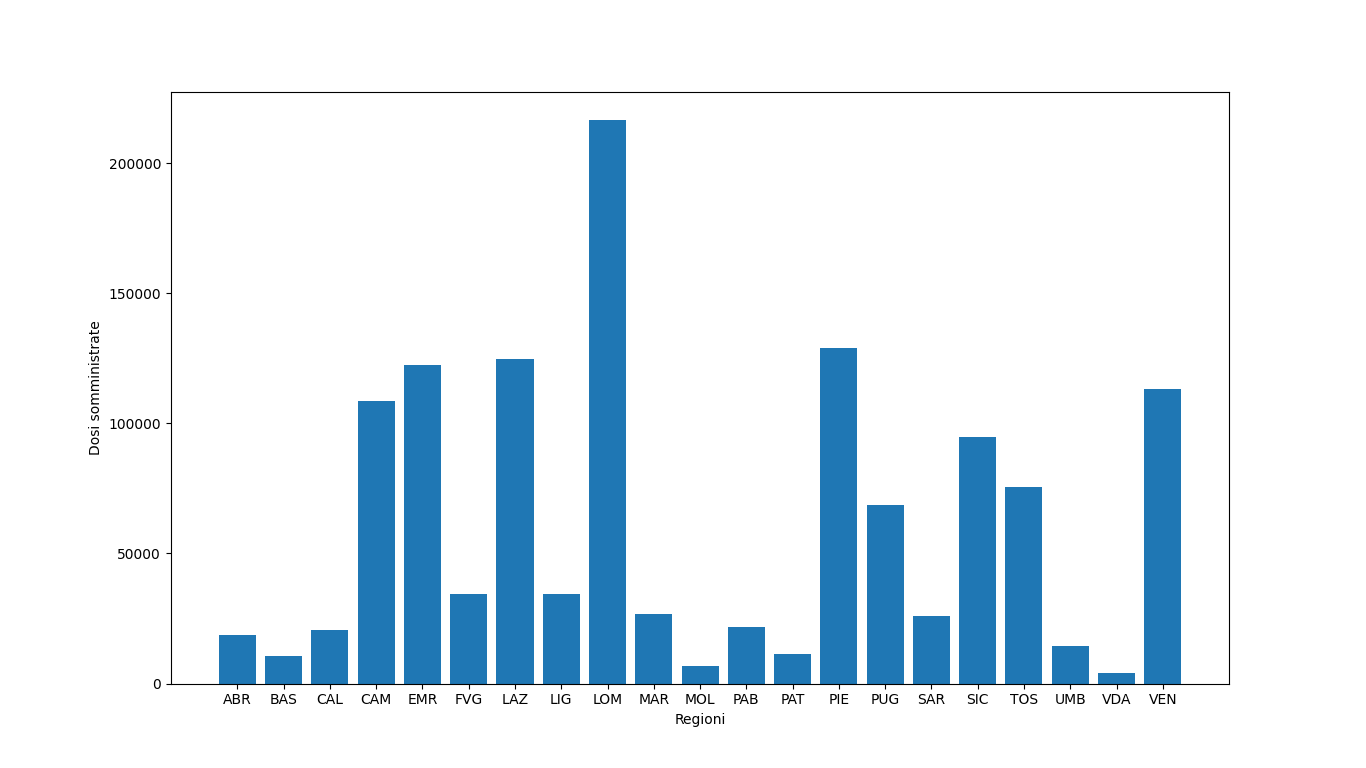 Dosi somministrate
200000
150000
100000
50000
0
ABR BAS CAL CAM EMR FVG LAZ LIG LOM MAR MOL PAB PAT PIE PUG SAR SIC TOS UMB VDA VEN
Regioni